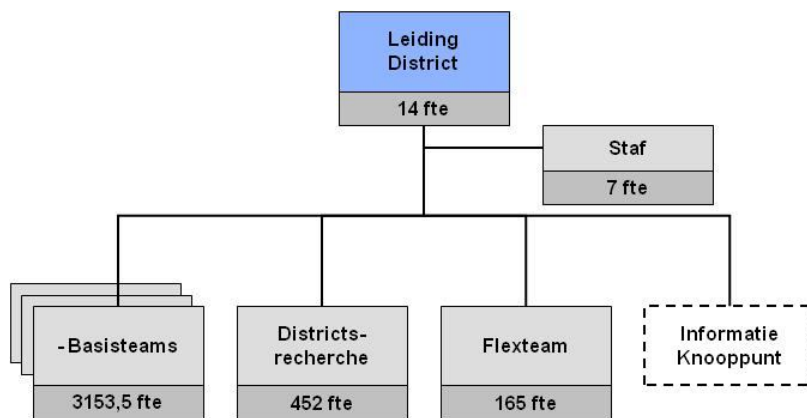 Leiding
District
14 fte
Staf
7 fte
-Basisteams
3153,5 fte
Districts-
recherche
452 fte
Flexteam
165 fte
Informatie
Knooppunt